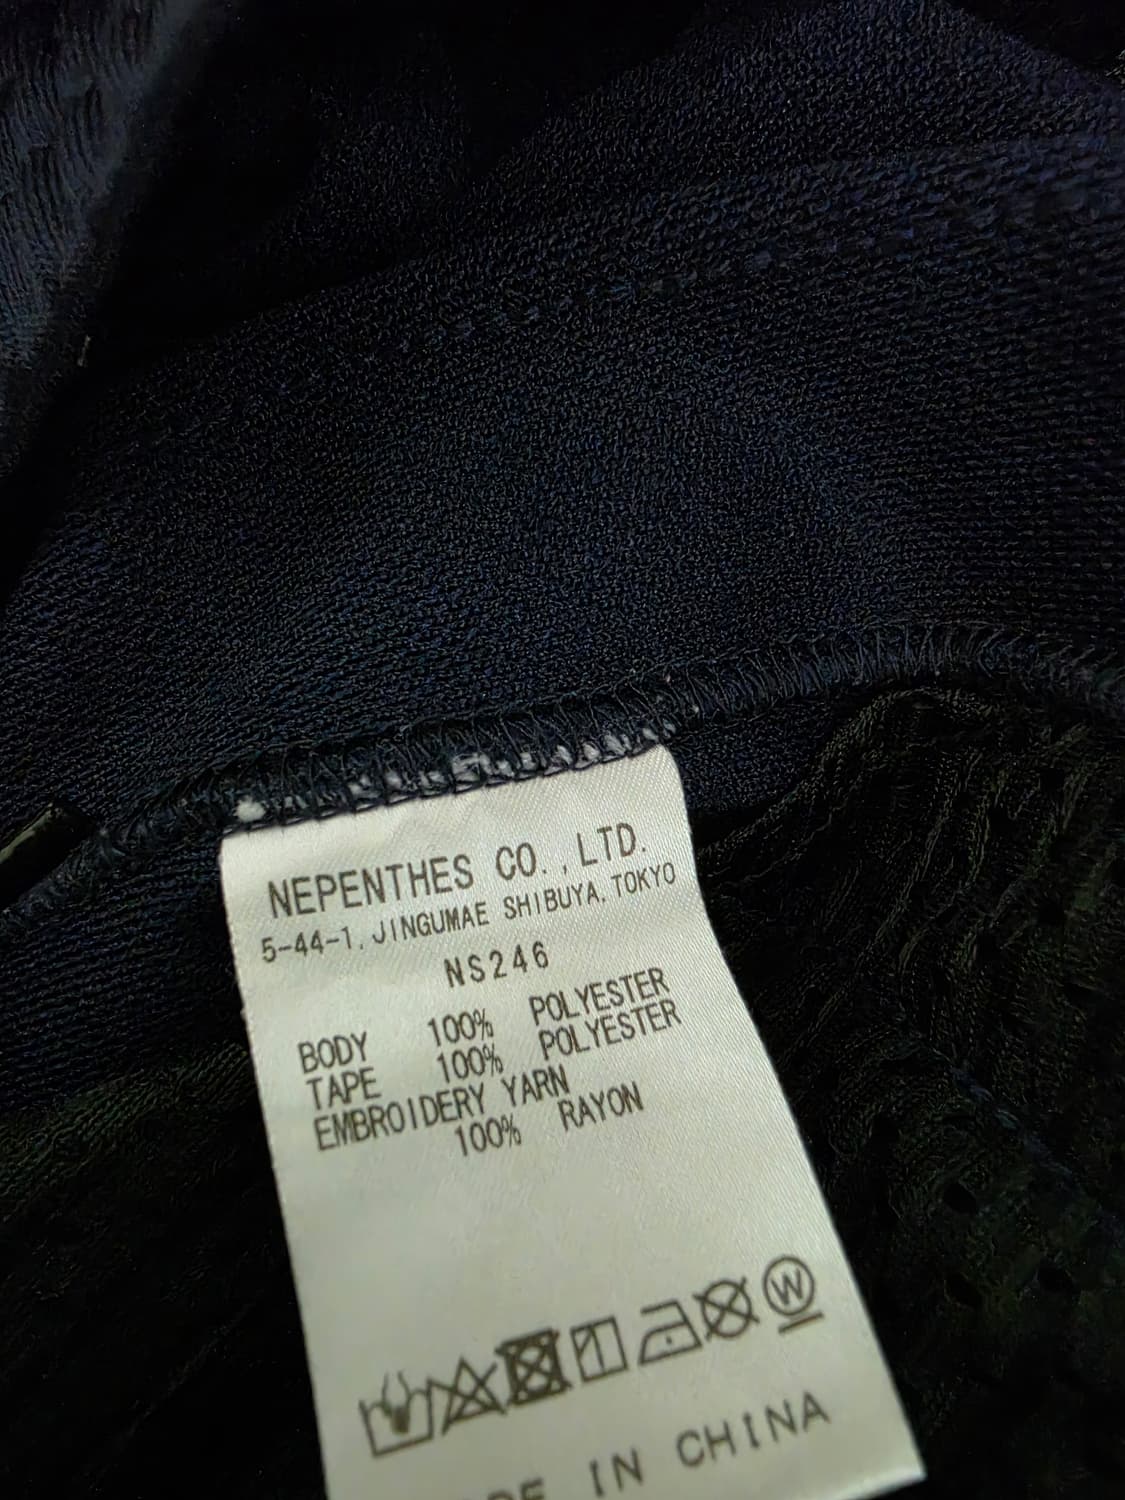 NEPENTHES CO.,LTD.
5-44-1, JINGUMAE SHIBUYA, TOKYO
NS246
BODY 100% POLYESTER
TAPE 100% POLYESTER
EMBROIDERY YARN
100% RAYON
W
IN CHINA